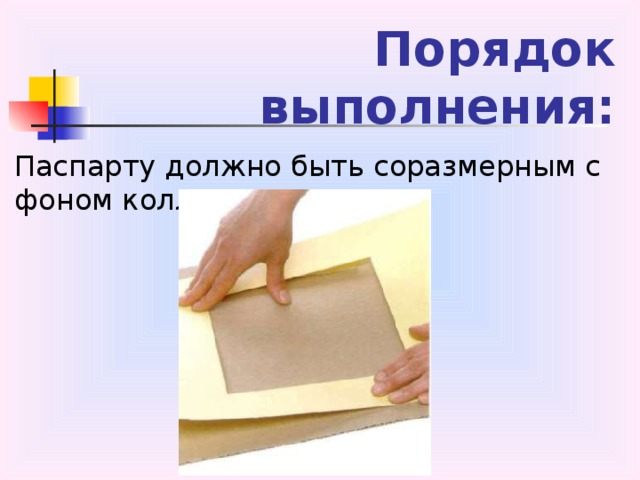 Порядок
выполнения:
Паспарту должно быть соразмерным с
фоном